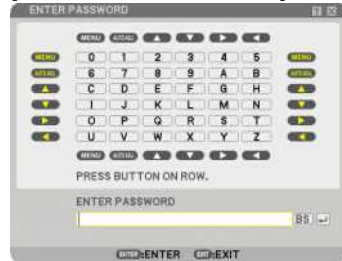 ENTER PASSWORD
MENU AUTO ADJ. ▲ ▼ ▶ ◀
MENU 0 1 2 3 4 5 MENU
AUTO ADJ. 6 7 8 9 A B AUTO ADJ.
▲ C D E F G H ▲
▼ I J K L M N ▼
▶ O P Q R S T ▶
◀ U V W X Y Z ◀
MENU AUTO ADJ. ▲ ▼ ▶ ◀
PRESS BUTTON ON ROW.
ENTER PASSWORD
BS
ENTER:ENTER EXIT:EXIT